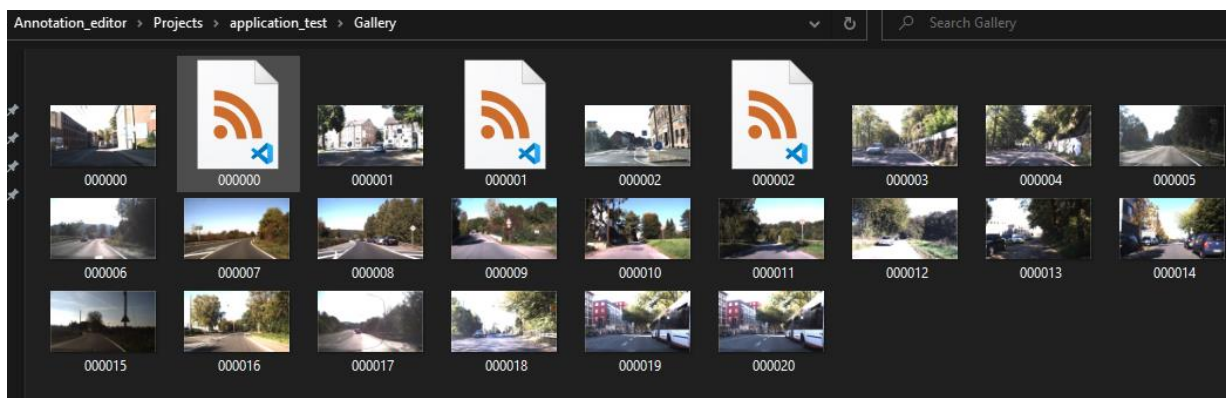 Annotation_editor > Projects > application_test > Gallery
Search Gallery
000000 000000 000001 000001 000002 000002 000003 000004 000005
000006 000007 000008 000009 000010 000011 000012 000013 000014
000015 000016 000017 000018 000019 000020